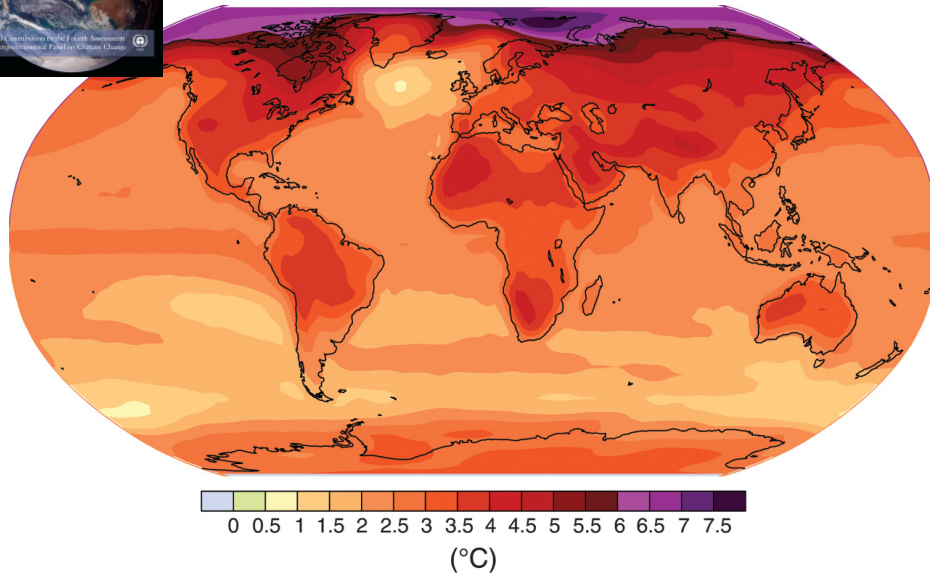 Contribution to the Fourth Assessment
Intergovernmental Panel on Climate Change
0 0.5 1 1.5 2 2.5 3 3.5 4 4.5 5 5.5 6 6.5 7 7.5
(°C)